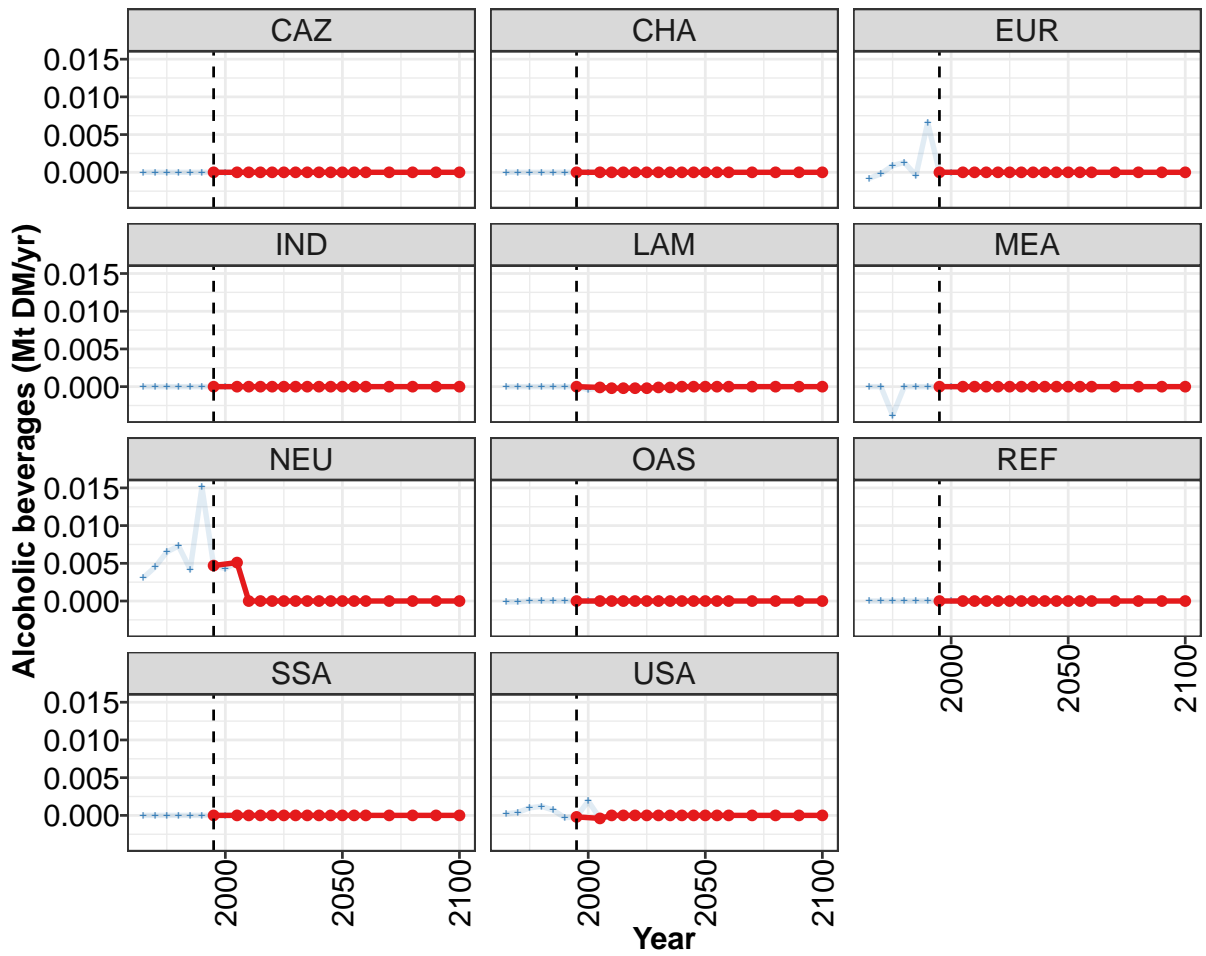 CAZ CHA EUR
0.015
0.010
0.005
0.000
IND LAM MEA
0.015
0.010
0.005
0.000
Alcoholic beverages (Mt DM/yr)
NEU OAS REF
0.015
0.010
0.005
0.000
2000 2050 2100
SSA USA
0.015
0.010
0.005
0.000
2000 2050 2100 2000 2050 2100
Year